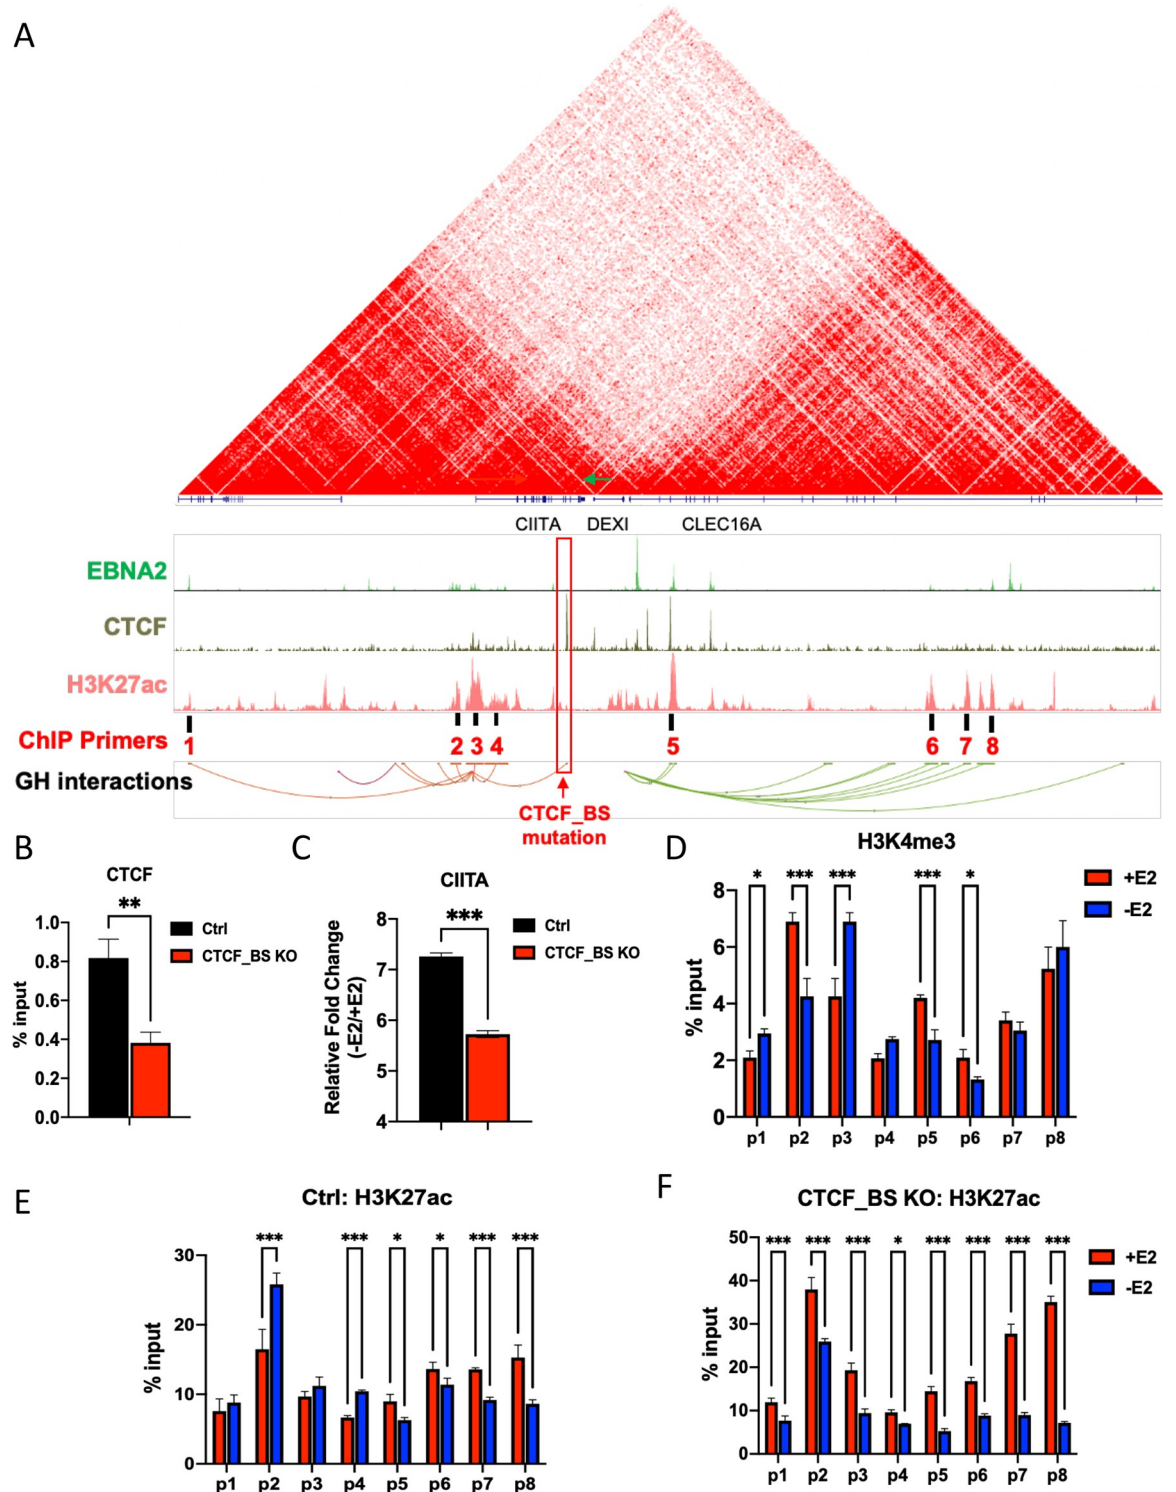 A
CIITA DEXI CLEC16A
EBNA2
CTCF
H3K27ac
ChIP Primers
1 2 3 4 5 6 7 8
GH interactions
CTCF_BS
mutation
B
CTCF
**
Ctrl
CTCF_BS KO
% input
1.0
0.8
0.6
0.4
0.2
0.0
C
CIITA
***
Ctrl
CTCF_BS KO
Relative Fold Change
(-E2/+E2)
8
7
6
5
4
D
H3K4me3
* *** *** *** *
+E2
-E2
% input
8
6
4
2
0
p1 p2 p3 p4 p5 p6 p7 p8
E
Ctrl: H3K27ac
*** *** * * *** ***
% input
30
20
10
0
p1 p2 p3 p4 p5 p6 p7 p8
F
CTCF_BS KO: H3K27ac
*** *** *** * *** *** *** ***
+E2
-E2
% input
50
40
30
20
10
0
p1 p2 p3 p4 p5 p6 p7 p8